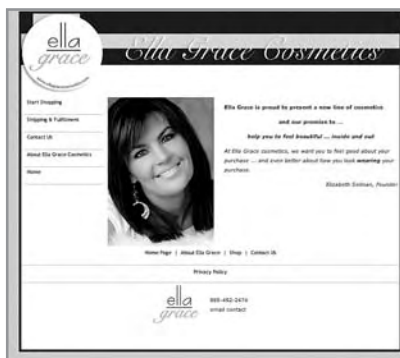 ella
grace
Ella Grace Cosmetics
Start Shopping
Shipping & Fulfillment
Contact Us
About Ella Grace Cosmetics
Home
Ella Grace is proud to present a new line of cosmetics
and our promise to ...
help you to feel beautiful ... inside and out
At Ella Grace cosmetics, we want you to feel good about your
purchase ... and even better about how you look wearing your
purchase.
Elizabeth Founder
Home Page | About Ella Grace | Shop | Contact Us
Privacy Policy
ella
grace
email contact